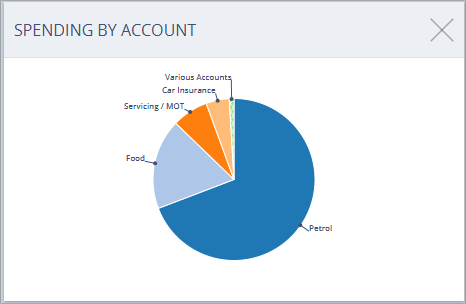 SPENDING BY ACCOUNT
Various Accounts
Car Insurance
Servicing / MOT
Food
Petrol